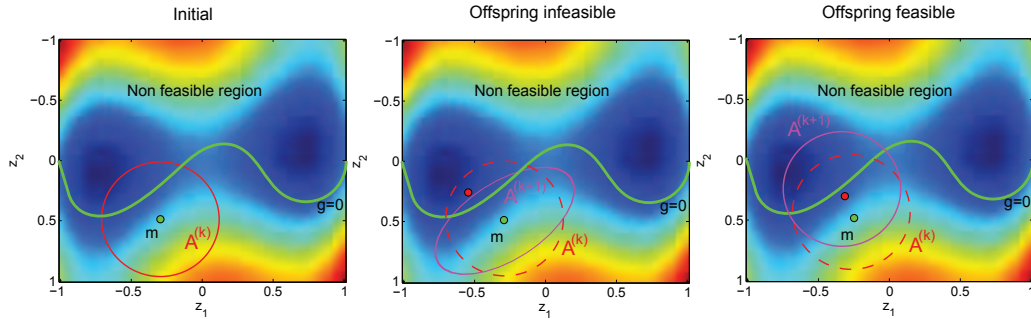 Initial
−1
−0.5
0
0.5
1
z2
Non feasible region
g=0
m
A(k)
−1
−0.5
0
0.5
1
z1
Offspring infeasible
−1
−0.5
0
0.5
1
z2
Non feasible region
A(k+1)
g=0
m
A(k)
−1
−0.5
0
0.5
1
z1
Offspring feasible
−1
−0.5
0
0.5
1
z2
Non feasible region
A(k+1)
g=0
m
A(k)
−1
−0.5
0
0.5
1
z1